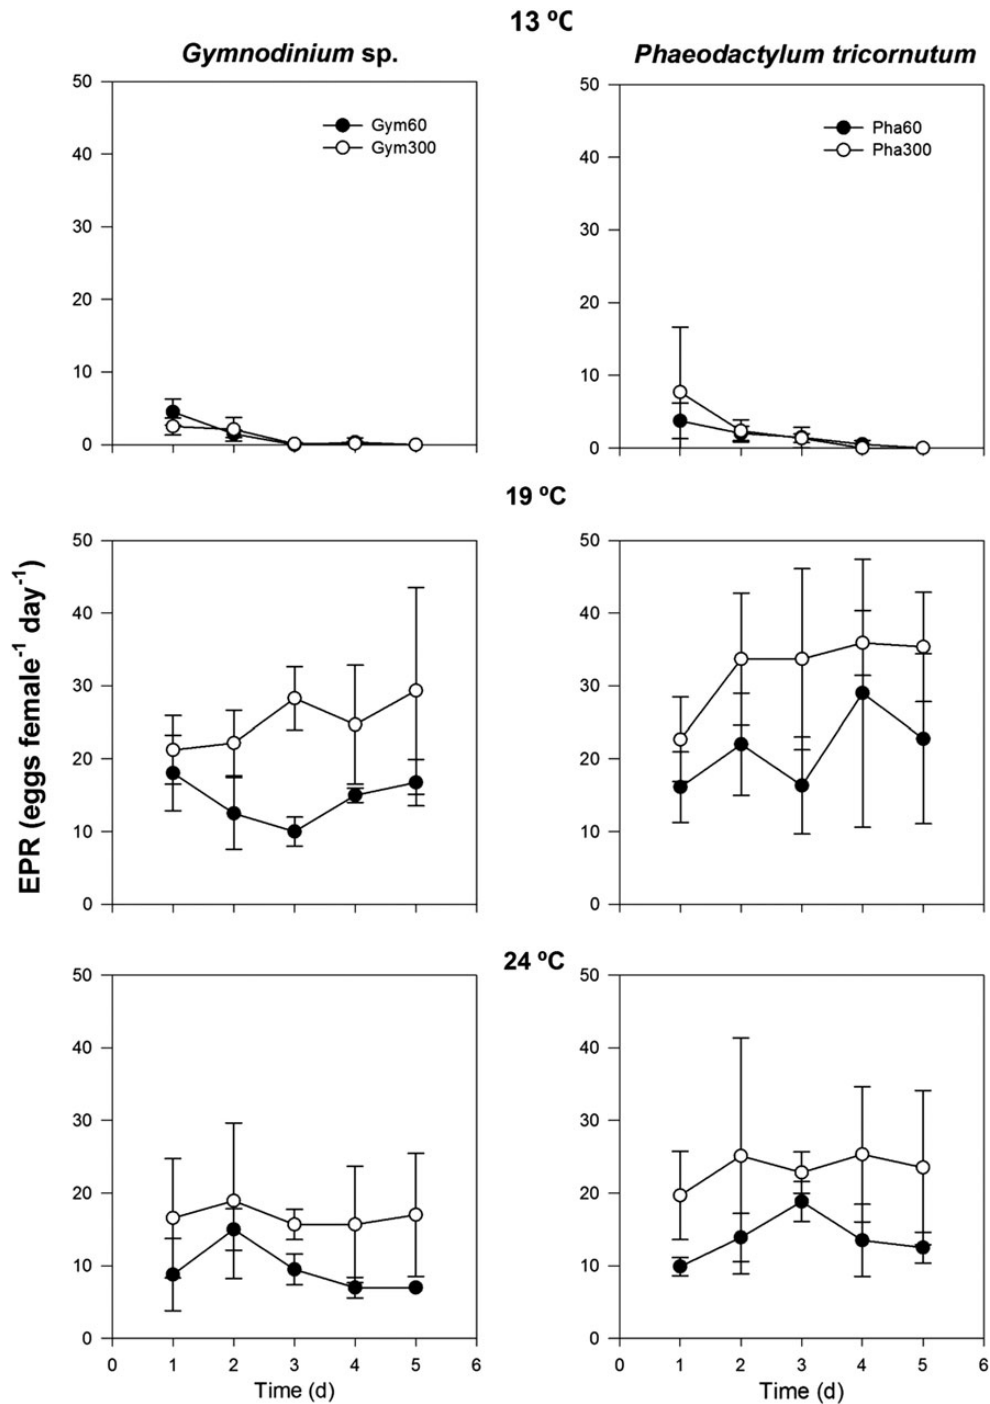 13 ºC
Gymnodinium sp.
Phaeodactylum tricornutum
50
40
30
20
10
0
Gym60
Gym300
50
40
30
20
10
0
Pha60
Pha300
19 ºC
EPR (eggs female-1 day-1)
50
40
30
20
10
0
50
40
30
20
10
0
24 ºC
50
40
30
20
10
0
0 1 2 3 4 5 6
Time (d)
50
40
30
20
10
0
0 1 2 3 4 5 6
Time (d)